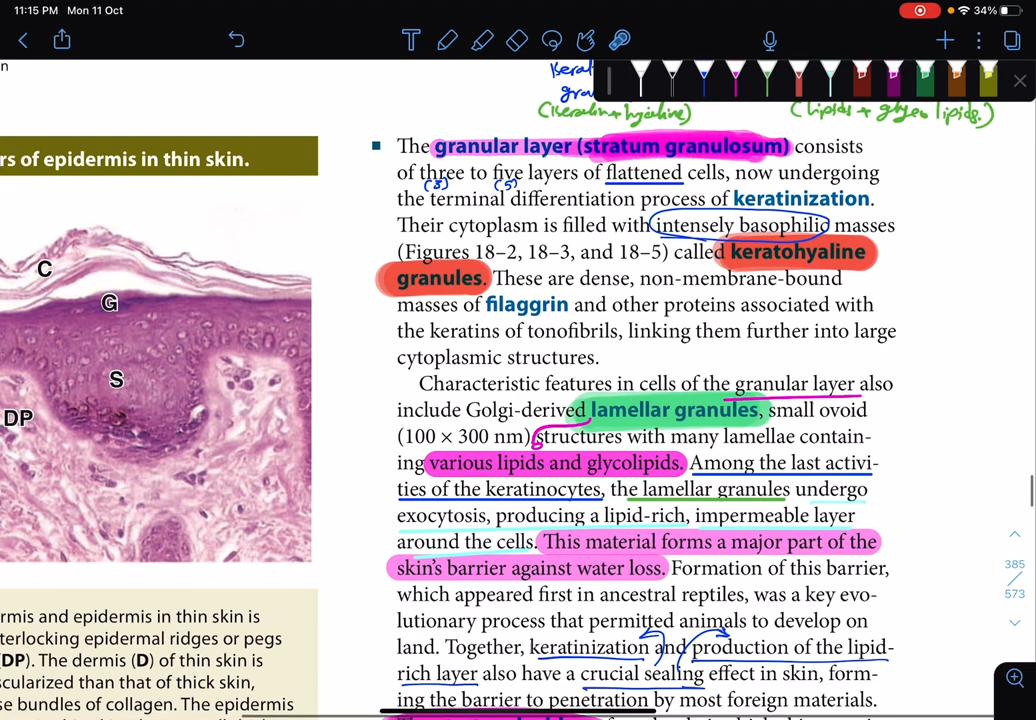 11:15 PM Mon 11 Oct
34%
n
(Keratin + hyaline)
(lipids + glyco lipids.)
rs of epidermis in thin skin.
C
G
S
DP
rmis and epidermis in thin skin is
terlocking epidermal ridges or pegs
(DP). The dermis (D) of thin skin is
scularized than that of thick skin,
se bundles of collagen. The epidermis
The granular layer (stratum granulosum) consists
of three to five layers of flattened cells, now undergoing
(3) (5)
the terminal differentiation process of keratinization.
Their cytoplasm is filled with intensely basophilic masses
(Figures 18–2, 18–3, and 18–5) called keratohyaline
granules. These are dense, non-membrane-bound
masses of filaggrin and other proteins associated with
the keratins of tonofibrils, linking them further into large
cytoplasmic structures.
Characteristic features in cells of the granular layer also
include Golgi-derived lamellar granules, small ovoid
(100 × 300 nm) structures with many lamellae contain-
ing various lipids and glycolipids. Among the last activi-
ties of the keratinocytes, the lamellar granules undergo
exocytosis, producing a lipid-rich, impermeable layer
around the cells. This material forms a major part of the
skin's barrier against water loss. Formation of this barrier,
which appeared first in ancestral reptiles, was a key evo-
lutionary process that permitted animals to develop on
land. Together, keratinization and production of the lipid-
rich layer also have a crucial sealing effect in skin, form-
ing the barrier to penetration by most foreign materials.
385
573